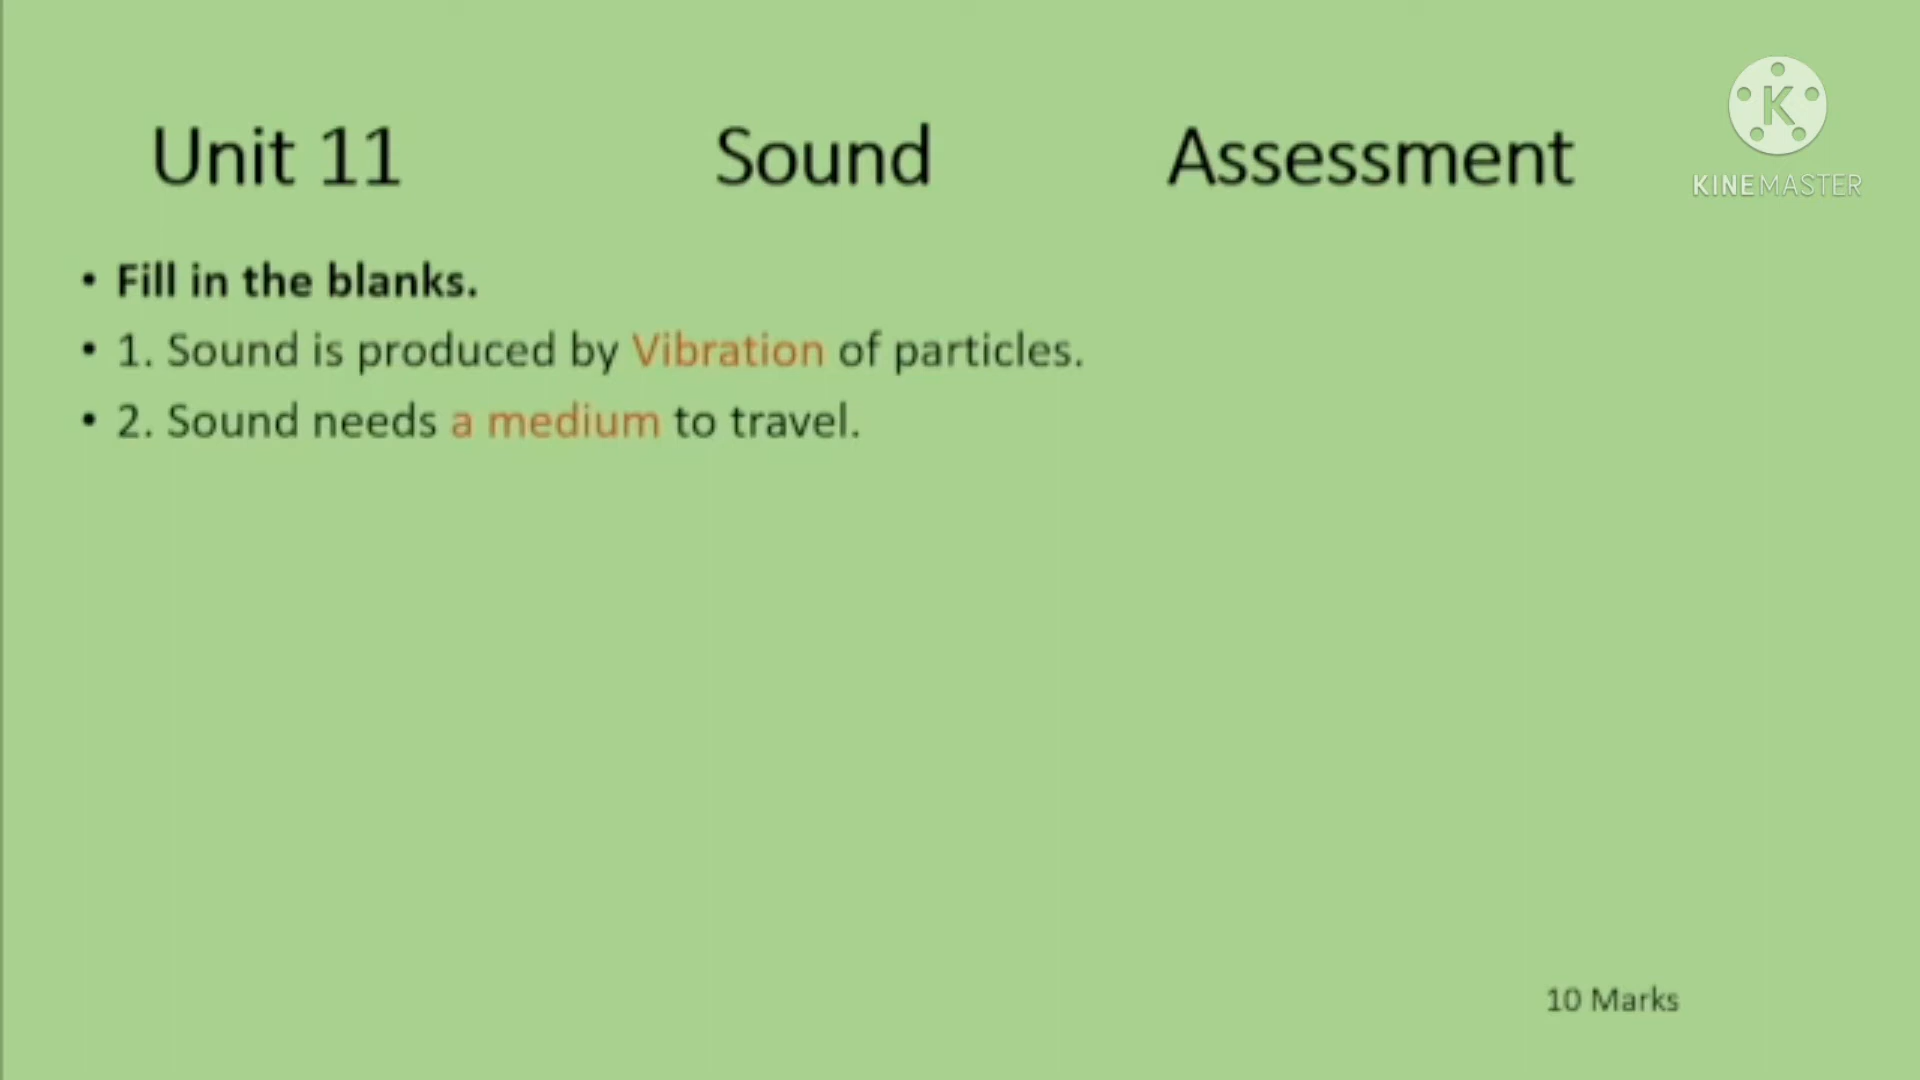 Unit 11 Sound Assessment
K
KINEMASTER
• Fill in the blanks.
• 1. Sound is produced by Vibration of particles.
• 2. Sound needs a medium to travel.
10 Marks